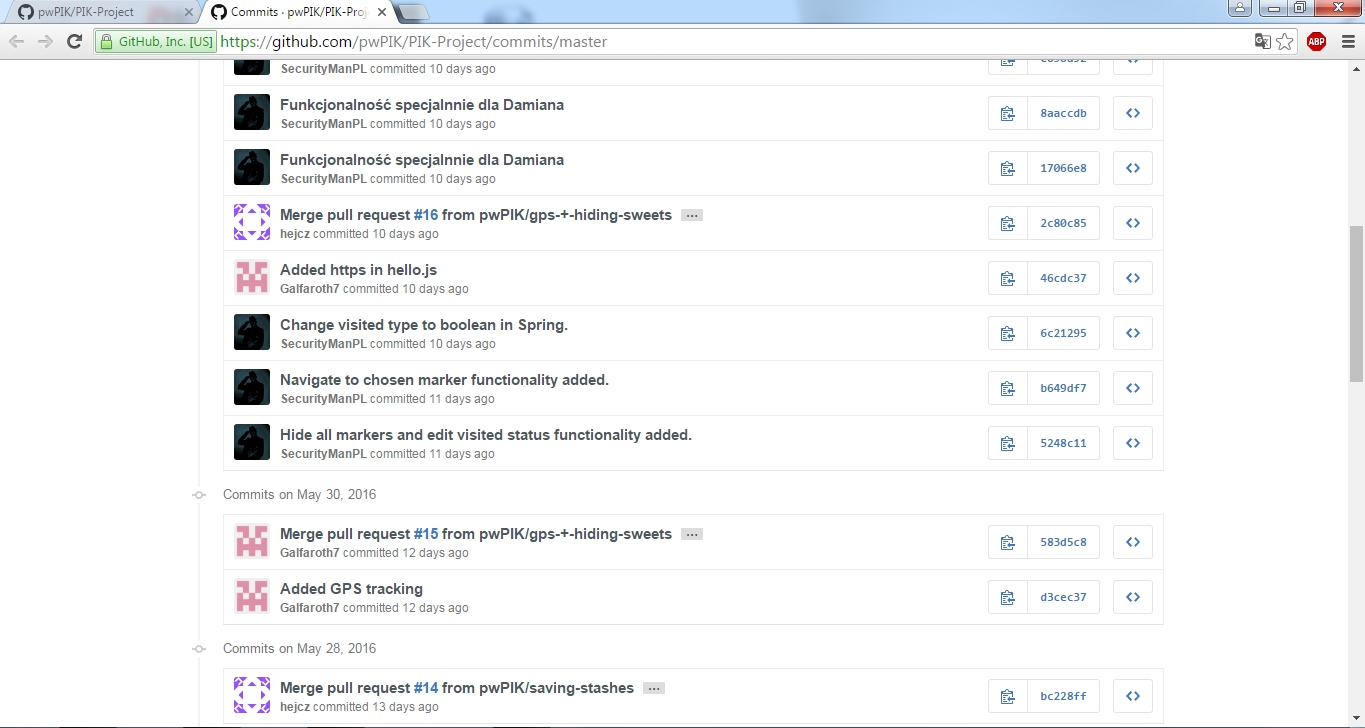 pwPIK/PIK-Project
Commits · pwPIK/PIK-Proj
GitHub, Inc. [US] https://github.com/pwPIK/PIK-Project/commits/master
ABP
SecurityManPL committed 10 days ago
Funkcjonalność specjalnnie dla Damiana
8aaccdb
SecurityManPL committed 10 days ago
Funkcjonalność specjalnnie dla Damiana
17066e8
SecurityManPL committed 10 days ago
Merge pull request #16 from pwPIK/gps-+-hiding-sweets …
2c80c85
hejcz committed 10 days ago
Added https in hello.js
46cdc37
Galfaroth7 committed 10 days ago
Change visited type to boolean in Spring.
6c21295
SecurityManPL committed 10 days ago
Navigate to chosen marker functionality added.
b649df7
SecurityManPL committed 11 days ago
Hide all markers and edit visited status functionality added.
5248c11
SecurityManPL committed 11 days ago
Commits on May 30, 2016
Merge pull request #15 from pwPIK/gps-+-hiding-sweets …
583d5c8
Galfaroth7 committed 12 days ago
Added GPS tracking
d3cec37
Galfaroth7 committed 12 days ago
Commits on May 28, 2016
Merge pull request #14 from pwPIK/saving-stashes …
bc228ff
hejcz committed 13 days ago